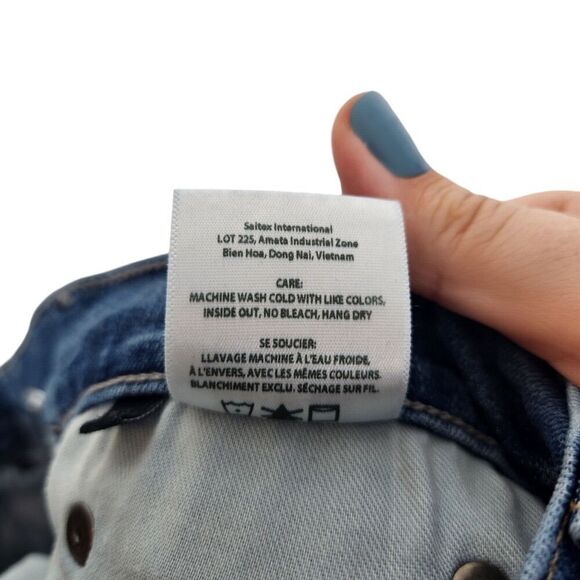 Saitex International
LOT 225, Amata Industrial Zone
Bien Hoa, Dong Nai, Vietnam
CARE:
MACHINE WASH COLD WITH LIKE COLORS,
INSIDE OUT, NO BLEACH, HANG DRY
SE SOUCIER:
LLAVAGE MACHINE À L'EAU FROIDE,
À L'ENVERS, AVEC LES MÊMES COULEURS.
BLANCHIMENT EXCLU. SÉCHAGE SUR FIL.